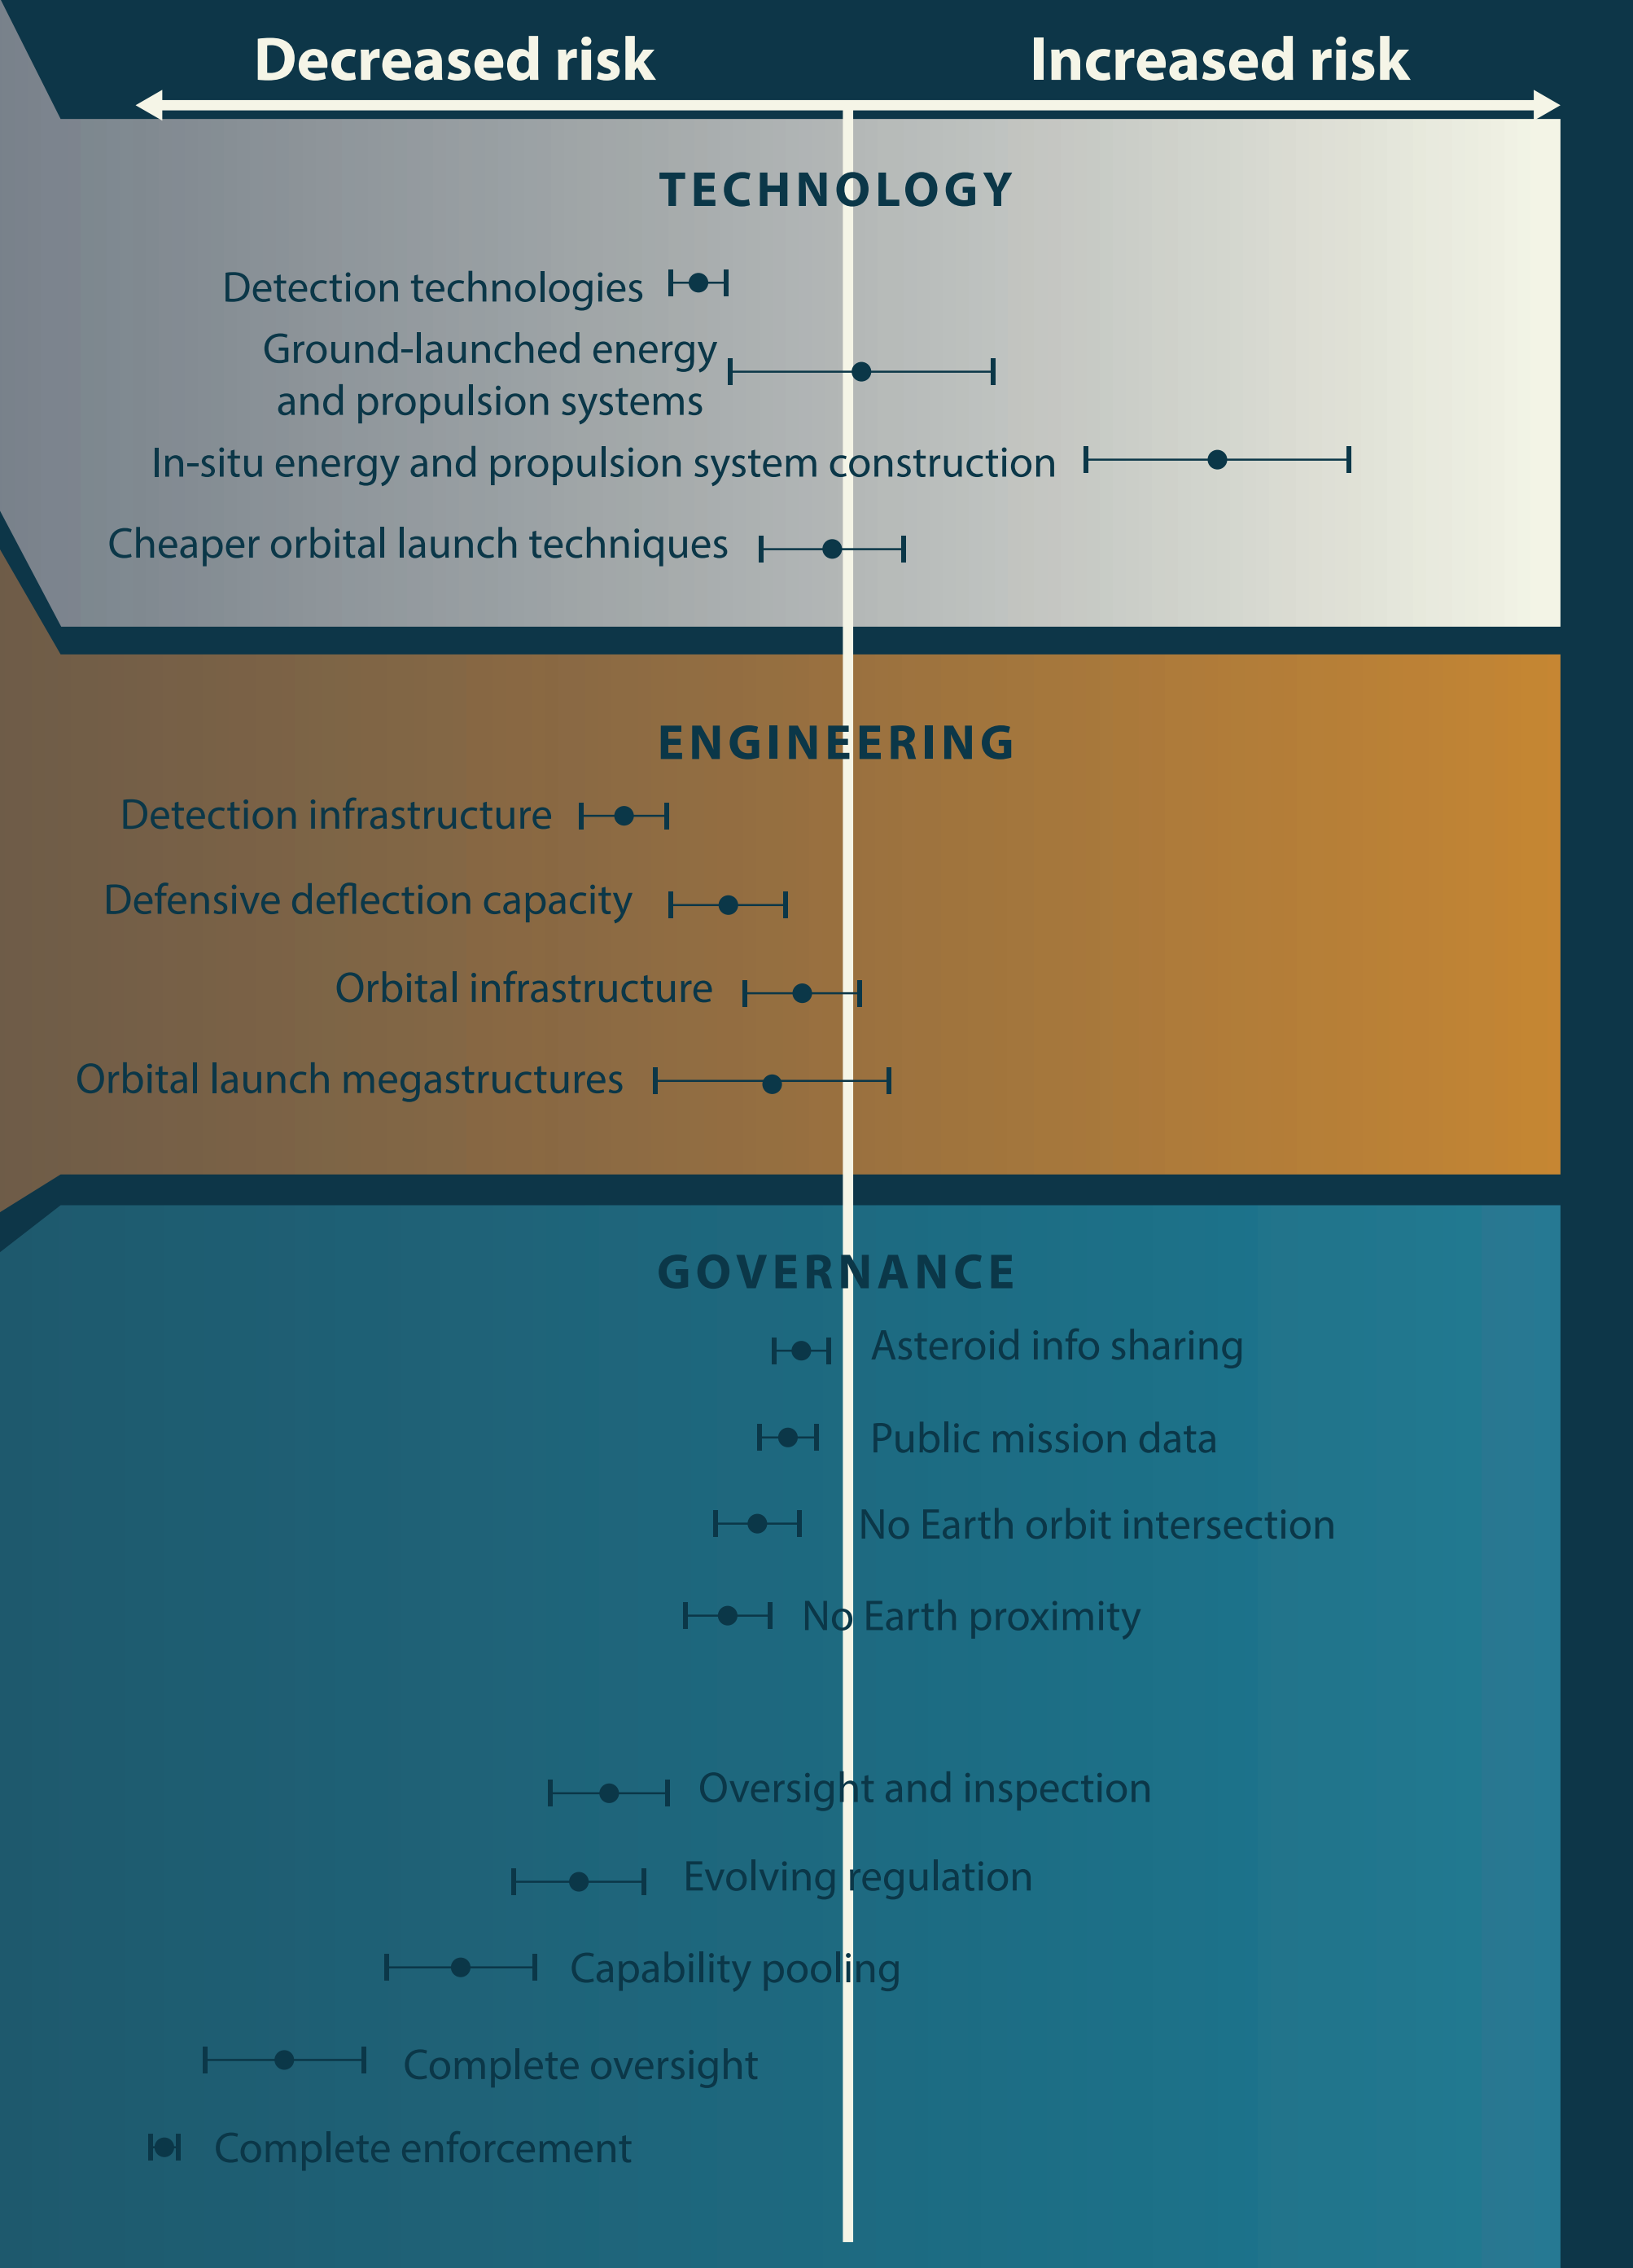 Decreased risk
Increased risk
TECHNOLOGY
Detection technologies
Ground-launched energy
and propulsion systems
In-situ energy and propulsion system construction
Cheaper orbital launch techniques
ENGINEERING
Detection infrastructure
Defensive deflection capacity
Orbital infrastructure
Orbital launch megastructures
GOVERNANCE
Asteroid info sharing
Public mission data
No Earth orbit intersection
No Earth proximity
Oversight and inspection
Evolving regulation
Capability pooling
Complete oversight
Complete enforcement